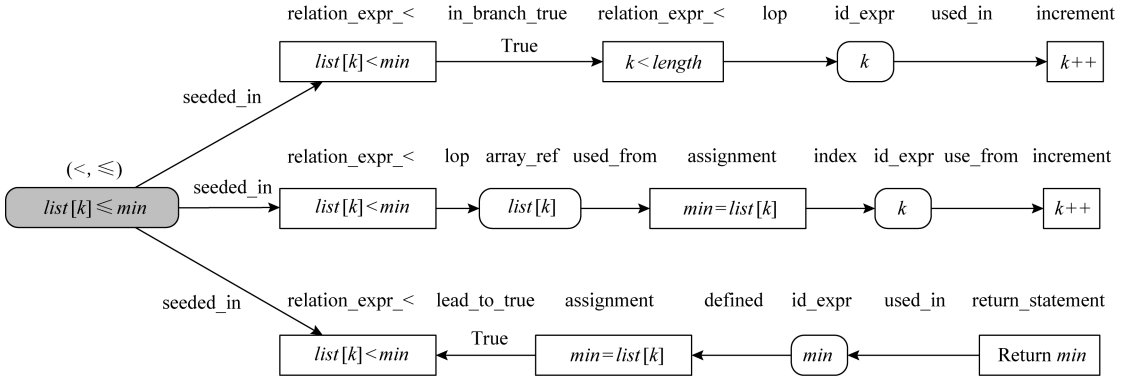 relation_expr_< in_branch_true relation_expr_< lop id_expr used_in increment
list[k]<min True k<length k k++
seeded_in
relation_expr_< lop array_ref used_from assignment index id_expr use_from increment
(<, ⩽)
list[k]⩽min seeded_in list[k]<min list[k] min=list[k] k k++
seeded_in relation_expr_< lead_to_true assignment defined id_expr used_in return_statement
list[k]<min True min=list[k] min Return min